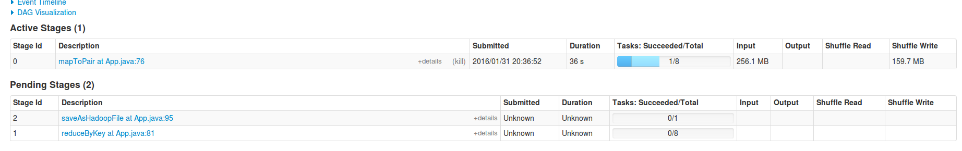 Event Timeline
DAG Visualization
Active Stages (1)
Stage Id Description Submitted Duration Tasks: Succeeded/Total Input Output Shuffle Read Shuffle Write
0 mapToPair at App.java:76 +details (kill) 2016/01/31 20:36:52 36 s 1/8 256.1 MB 159.7 MB
Pending Stages (2)
Stage Id Description Submitted Duration Tasks: Succeeded/Total Input Output Shuffle Read Shuffle Write
2 saveAsHadoopFile at App.java:95 +details Unknown Unknown 0/1
1 reduceByKey at App.java:81 +details Unknown Unknown 0/8